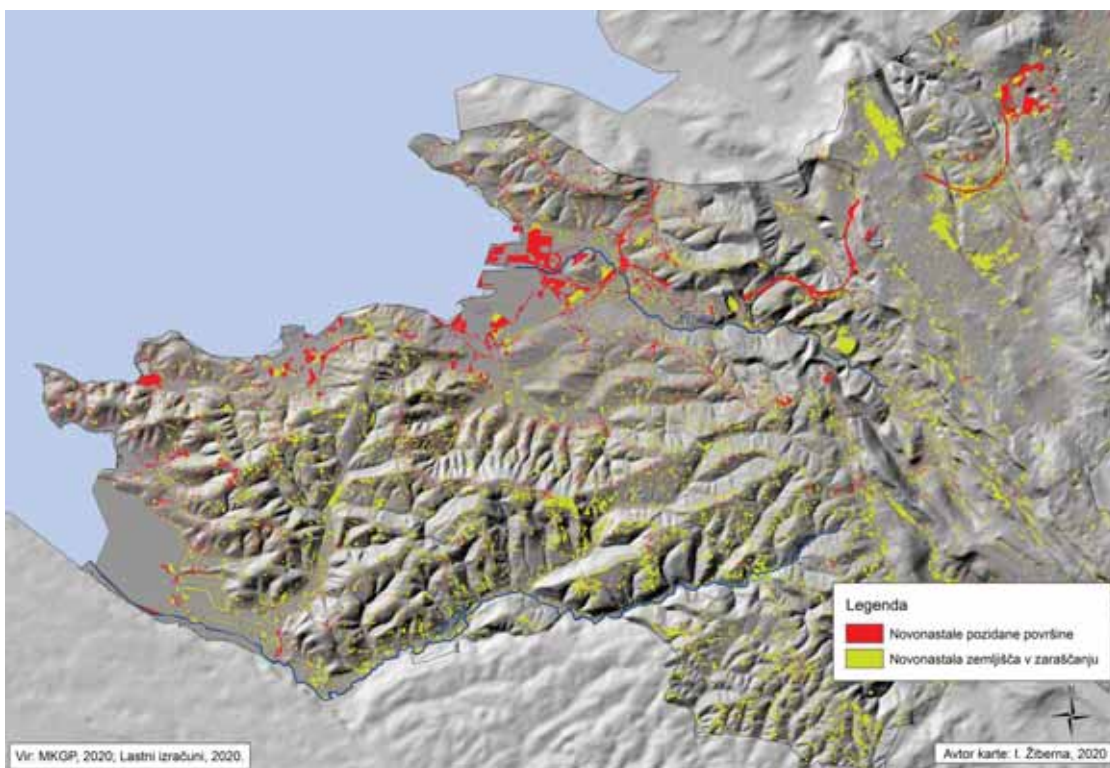 Legenda
Novonastale pozidane površine
Novonastala zemljišča v zaraščanju
Vir: MKGP, 2020; Lastni izračuni, 2020.
Avtor karte: I. Žiberna, 2020